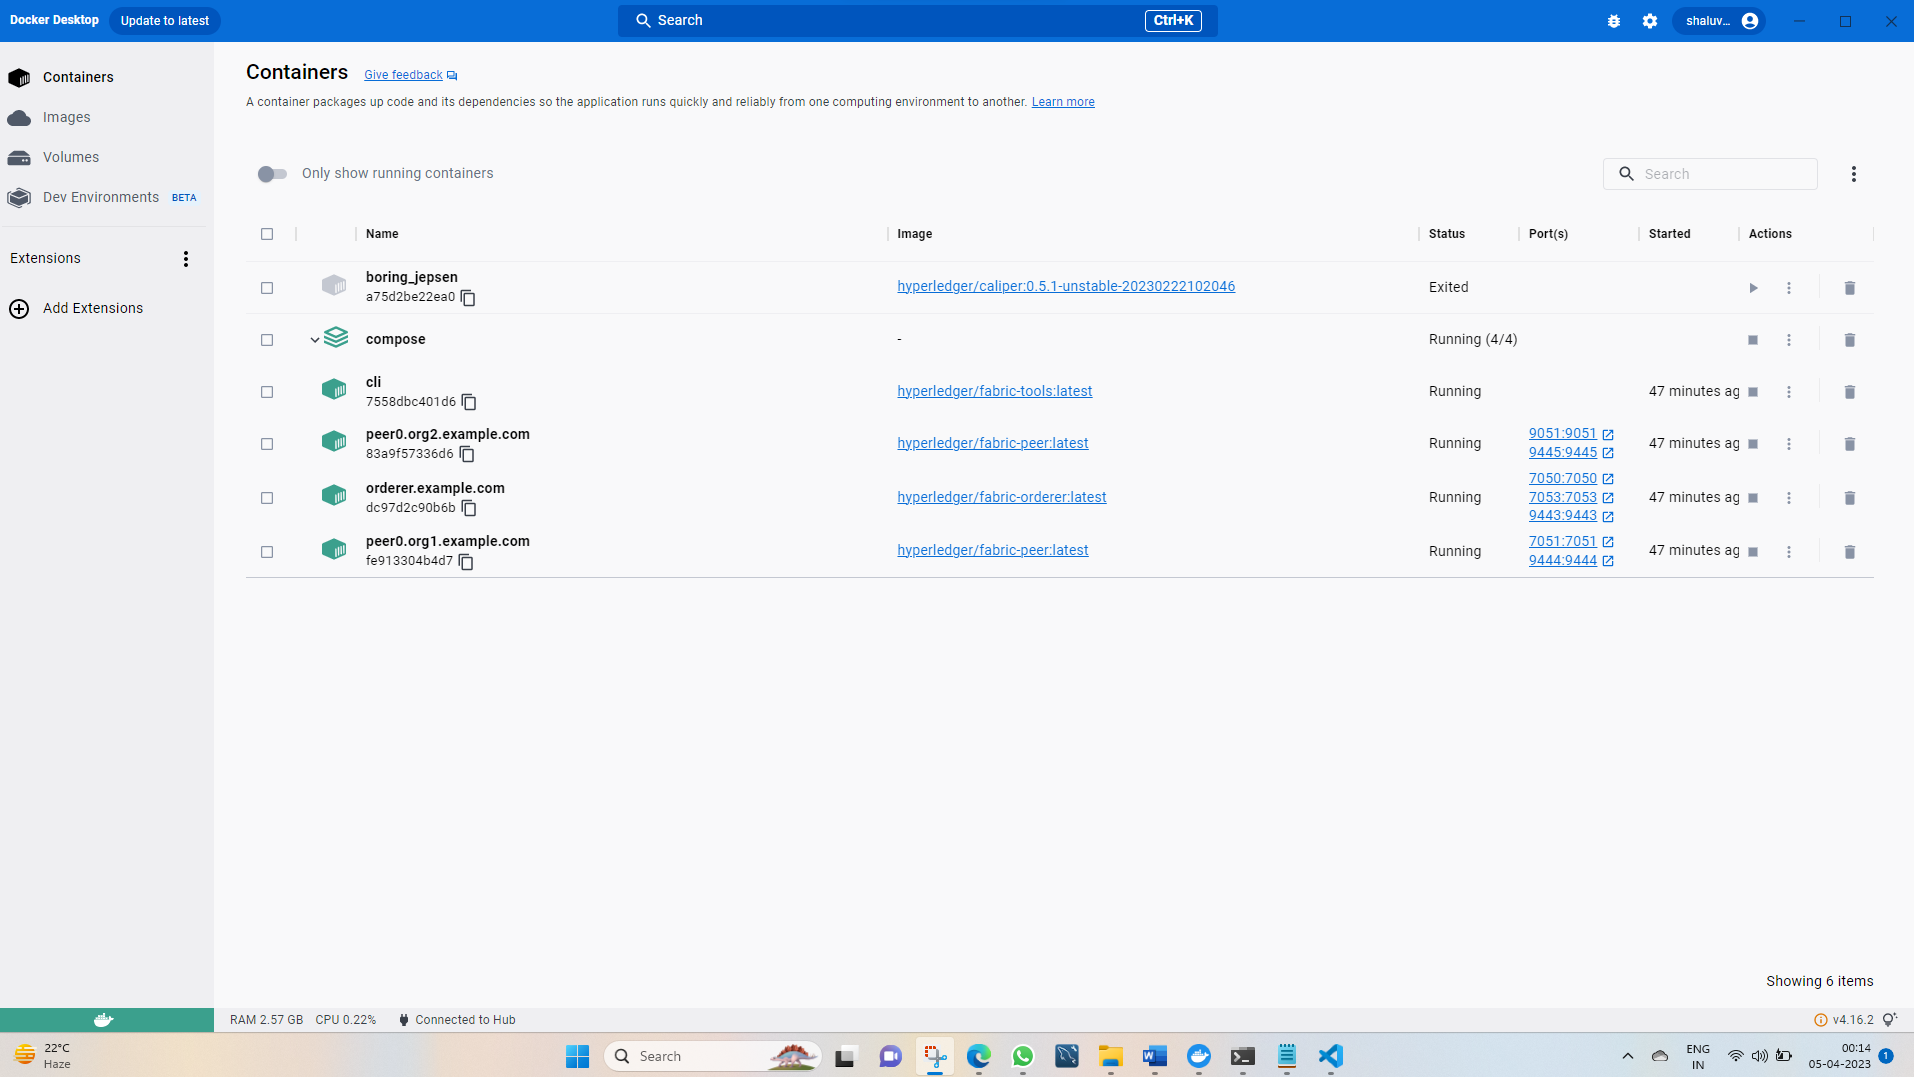 Docker Desktop Update to latest Search Ctrl+K shaluv...
Containers
Images
Volumes
Dev Environments BETA
Extensions
Add Extensions
Containers Give feedback
A container packages up code and its dependencies so the application runs quickly and reliably from one computing environment to another. Learn more
Only show running containers Search
Name Image Status Port(s) Started Actions
boring_jepsen
a75d2be22ea0 hyperledger/caliper:0.5.1-unstable-20230222102046 Exited
compose - Running (4/4)
cli
7558dbc401d6 hyperledger/fabric-tools:latest Running 47 minutes ag
peer0.org2.example.com
83a9f57336d6 hyperledger/fabric-peer:latest Running 9051:9051 47 minutes ag
9445:9445
orderer.example.com
dc97d2c90b6b hyperledger/fabric-orderer:latest Running 7050:7050 47 minutes ag
7053:7053
9443:9443
peer0.org1.example.com
fe913304b4d7 hyperledger/fabric-peer:latest Running 7051:7051 47 minutes ag
9444:9444
Showing 6 items
RAM 2.57 GB CPU 0.22% Connected to Hub v4.16.2
22°C
Haze
Search
ENG
IN
00:14
05-04-2023
1